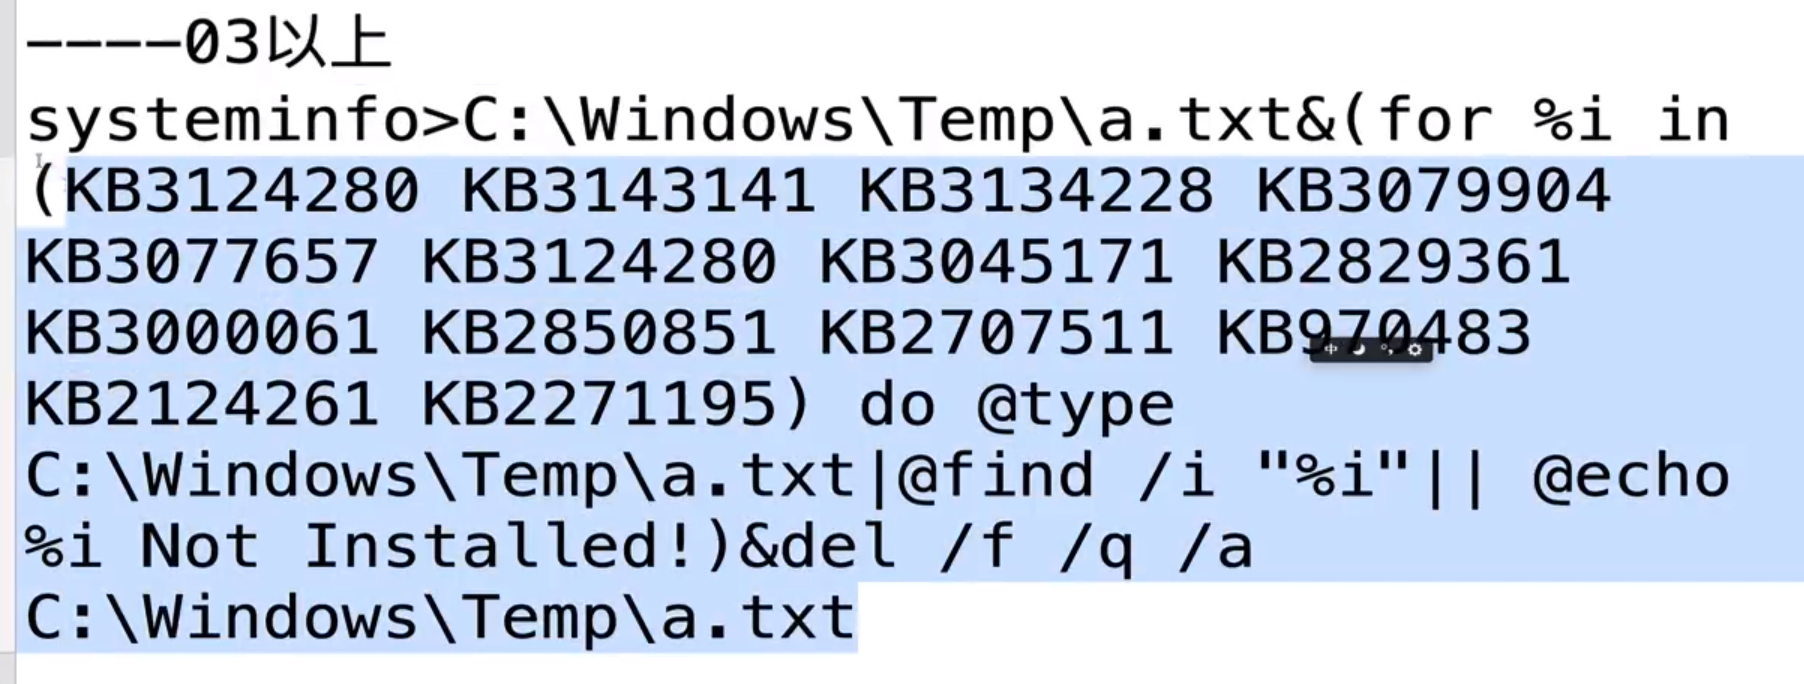 ————03以上
systeminfo>C:\Windows\Temp\a.txt&(for %i in
(KB3124280 KB3143141 KB3134228 KB3079904
KB3077657 KB3124280 KB3045171 KB2829361
KB3000061 KB2850851 KB2707511 KB970483
KB2124261 KB2271195) do @type
C:\Windows\Temp\a.txt|@find /i "%i"|| @echo
%i Not Installed!)&del /f /q /a
C:\Windows\Temp\a.txt
中